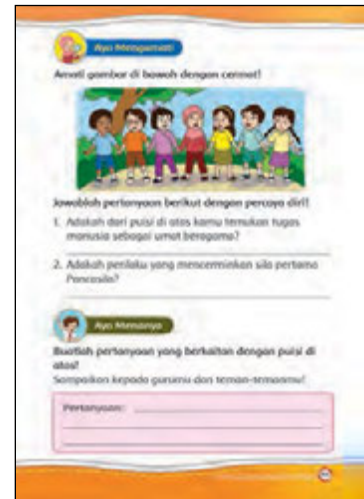 Ayo Mengamati
Amati gambar di bawah dengan cermat!
Jawablah pertanyaan berikut dengan percaya diri!
1. Adakah dari puisi di atas kamu temukan tugas
manusia sebagai umat beragama?
2. Adakah perilaku yang mencerminkan sila pertama
Pancasila?
Ayo Menanya
Buatlah pertanyaan yang berkaitan dengan puisi di
atas!
Sampaikan kepada gurumu dan teman-temanmu!
Pertanyaan: